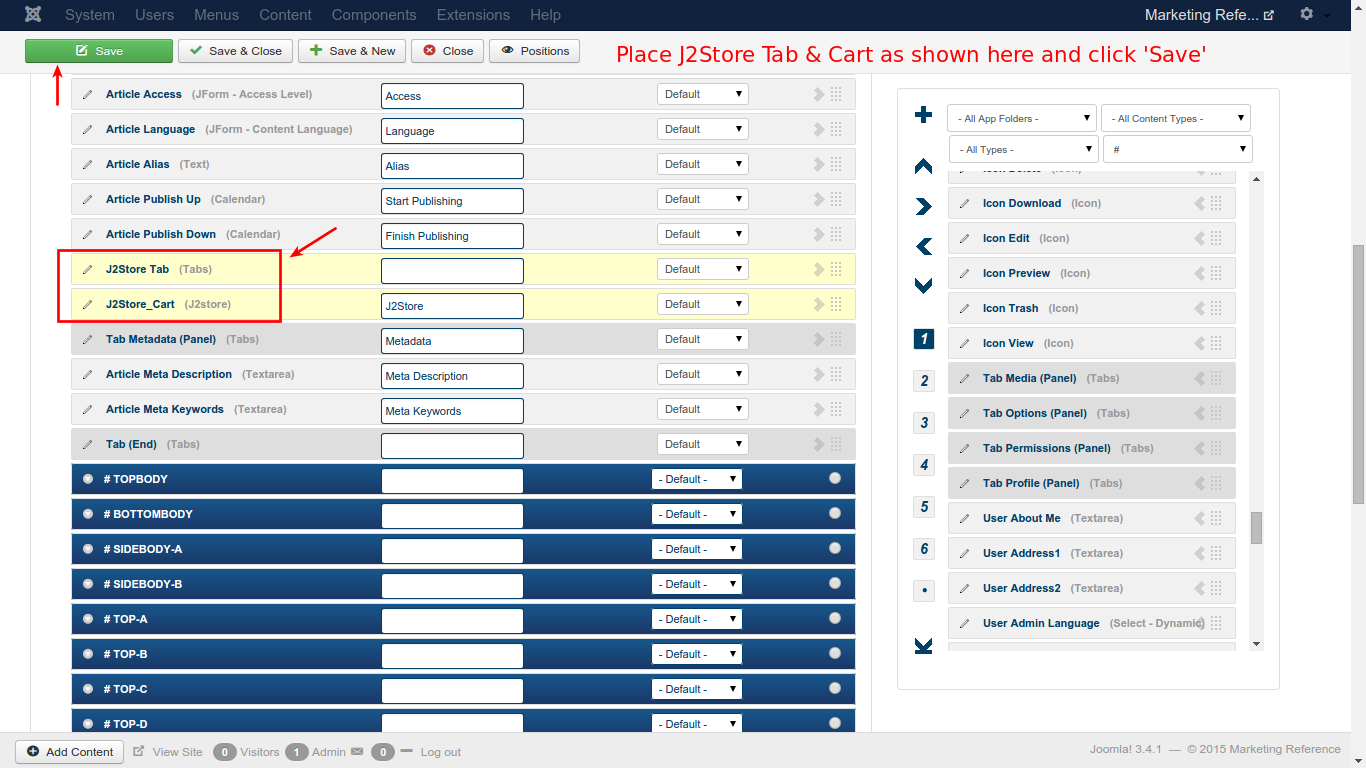 System Users Menus Content Components Extensions Help Marketing Refe...
Save Save & Close Save & New Close Positions
Place J2Store Tab & Cart as shown here and click 'Save'
Article Access (JForm - Access Level) Access Default
Article Language (JForm - Content Language) Language Default
Article Alias (Text) Alias Default
Article Publish Up (Calendar) Start Publishing Default
Article Publish Down (Calendar) Finish Publishing Default
J2Store Tab (Tabs) Default
J2Store_Cart (J2store) J2Store Default
Tab Metadata (Panel) (Tabs) Metadata Default
Article Meta Description (Textarea) Meta Description Default
Article Meta Keywords (Textarea) Meta Keywords Default
Tab (End) (Tabs) Default
# TOPBODY - Default -
# BOTTOMBODY - Default -
# SIDEBODY-A - Default -
# SIDEBODY-B - Default -
# TOP-A - Default -
# TOP-B - Default -
# TOP-C - Default -
# TOP-D - Default -
- All App Folders - - All Content Types -
- All Types - #
Icon Download (Icon)
Icon Edit (Icon)
Icon Preview (Icon)
Icon Trash (Icon)
1 Icon View (Icon)
2 Tab Media (Panel) (Tabs)
3 Tab Options (Panel) (Tabs)
4 Tab Permissions (Panel) (Tabs)
5 Tab Profile (Panel) (Tabs)
User About Me (Textarea)
6 User Address1 (Textarea)
User Address2 (Textarea)
User Admin Language (Select - Dynamic)
Add Content View Site 0 Visitors 1 Admin 0 Log out
Joomla! 3.4.1 — © 2015 Marketing Reference